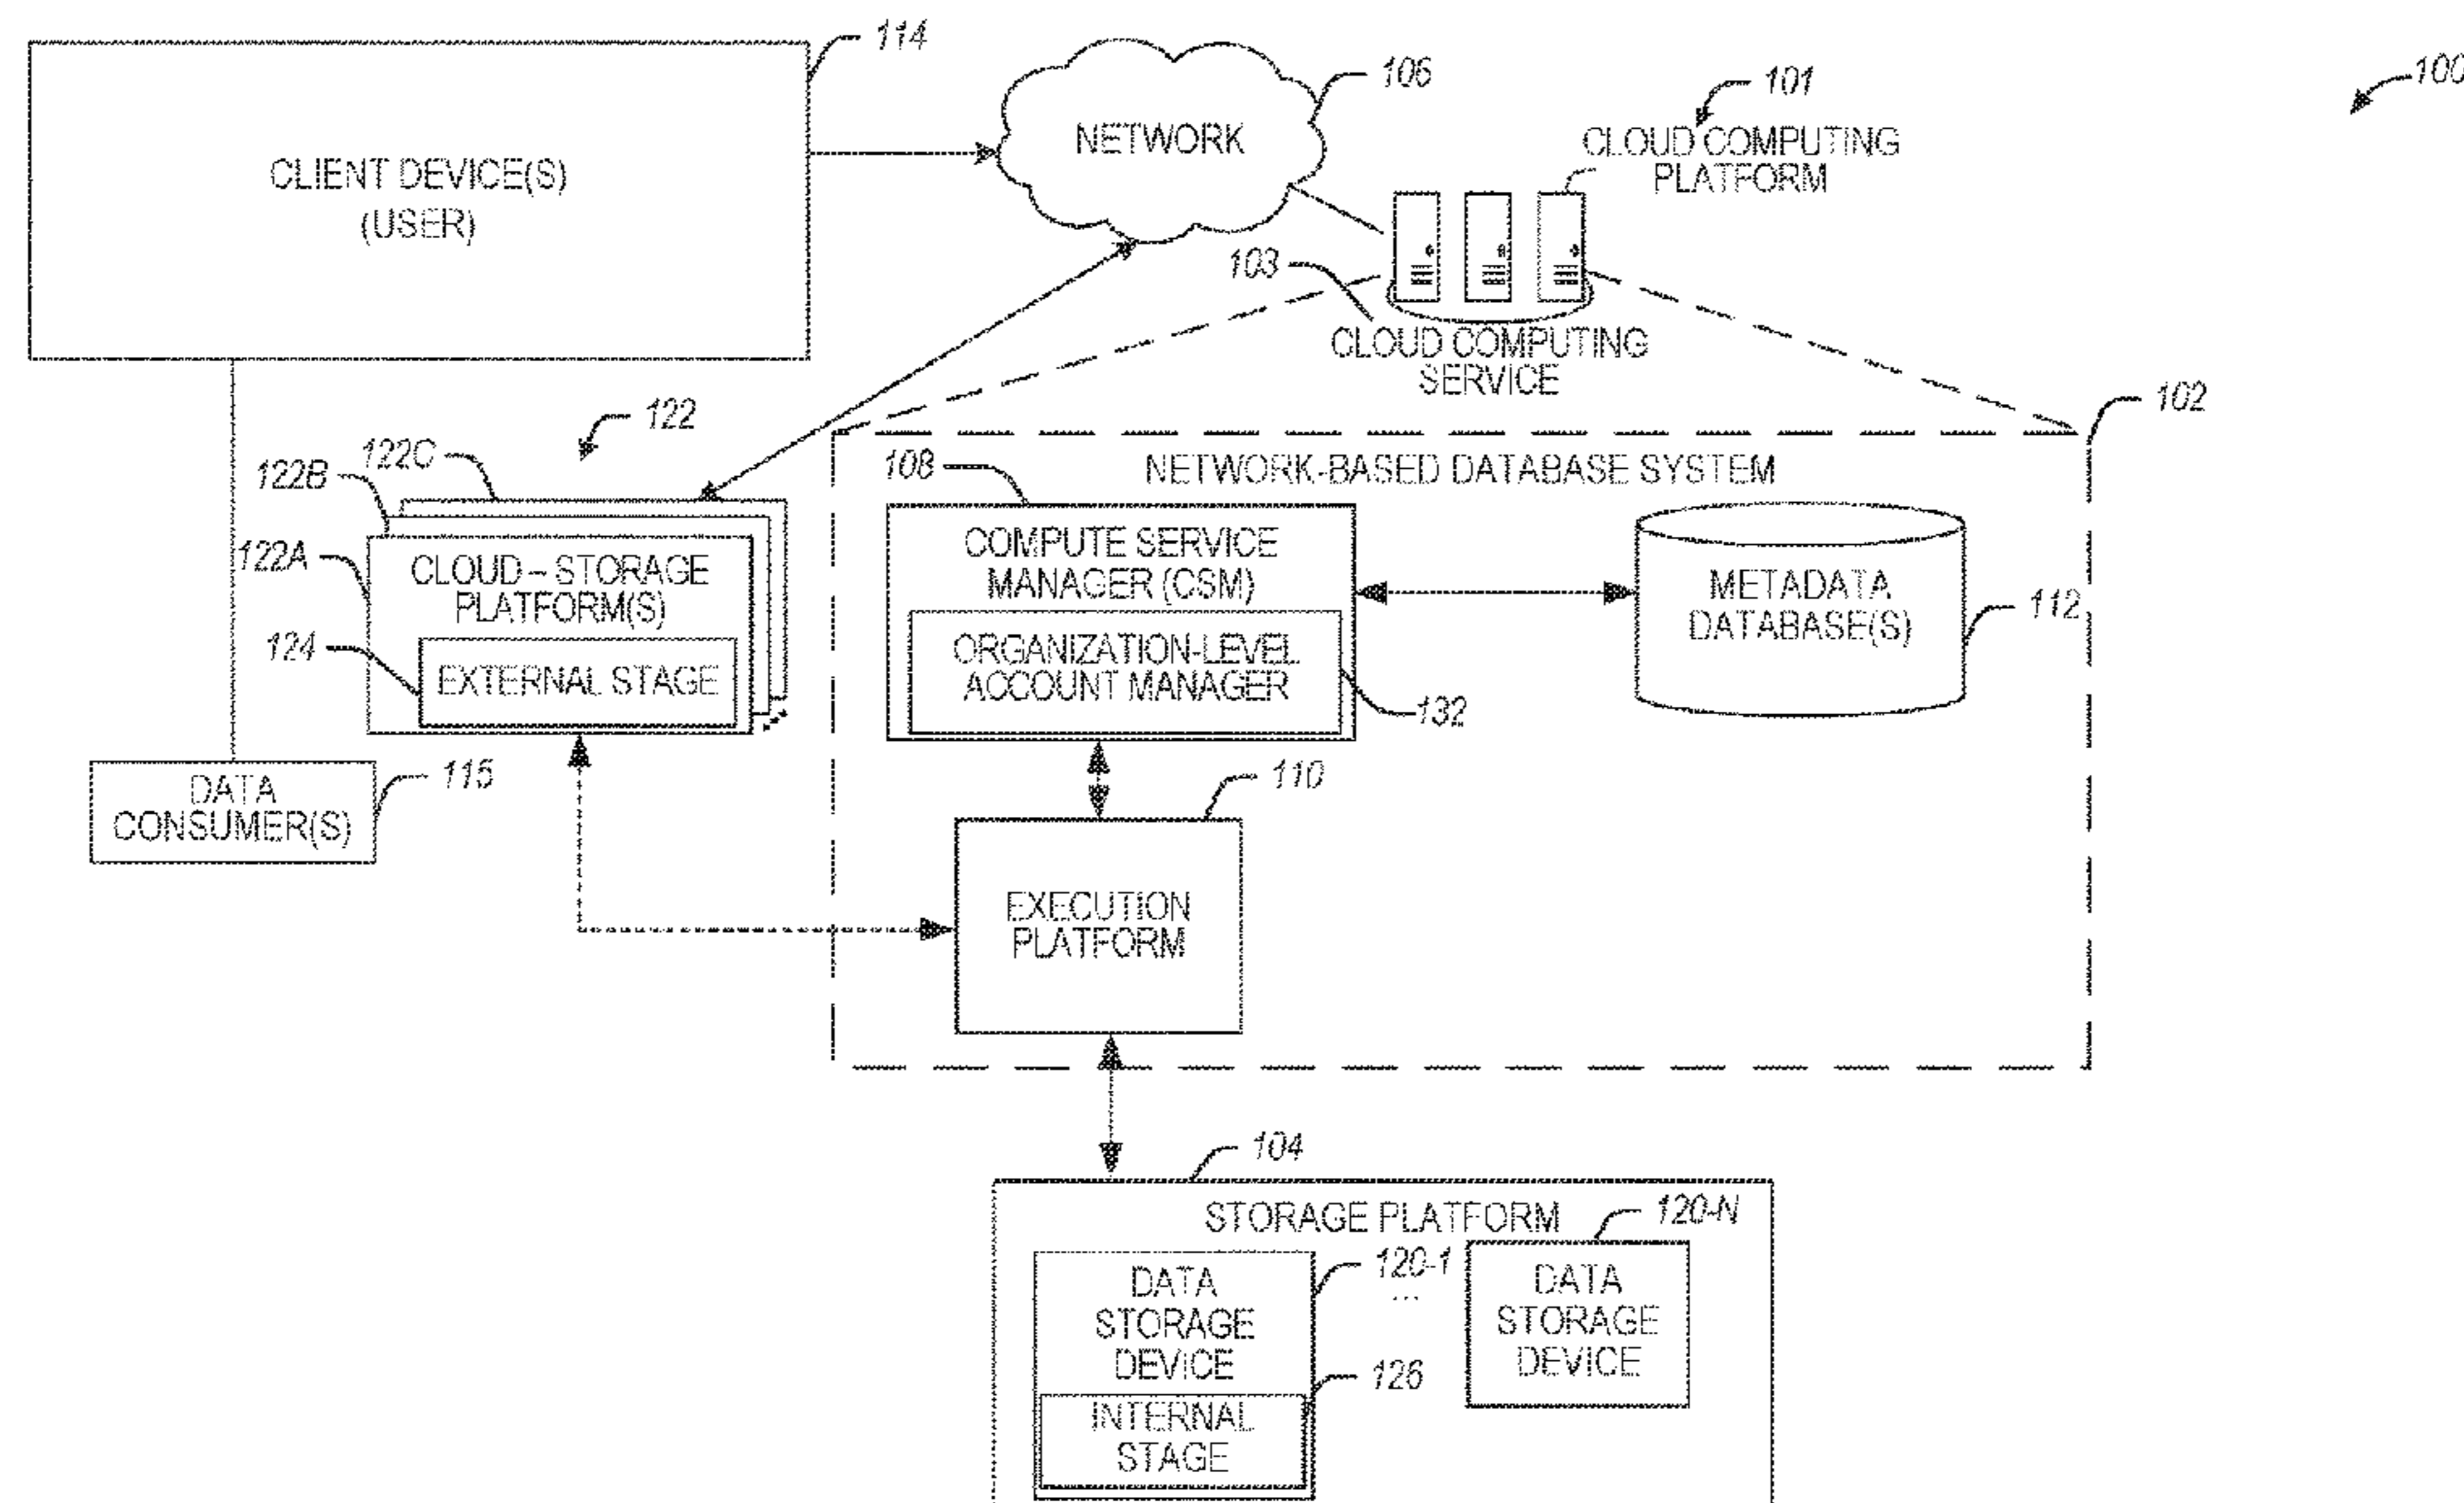 114
106
101
100
CLIENT DEVICE(S)
(USER)
NETWORK
CLOUD COMPUTING
PLATFORM
103
CLOUD COMPUTING
SERVICE
102
122
122C
122B
122A
CLOUD – STORAGE
PLATFORM(S)
124
EXTERNAL STAGE
NETWORK-BASED DATABASE SYSTEM
108
COMPUTE SERVICE
MANAGER (CSM)
ORGANIZATION-LEVEL
ACCOUNT MANAGER
132
METADATA
DATABASE(S)
112
DATA
CONSUMER(S)
115
110
EXECUTION
PLATFORM
104
STORAGE PLATFORM
120-1
...
120-N
DATA
STORAGE
DEVICE
126
INTERNAL
STAGE
DATA
STORAGE
DEVICE